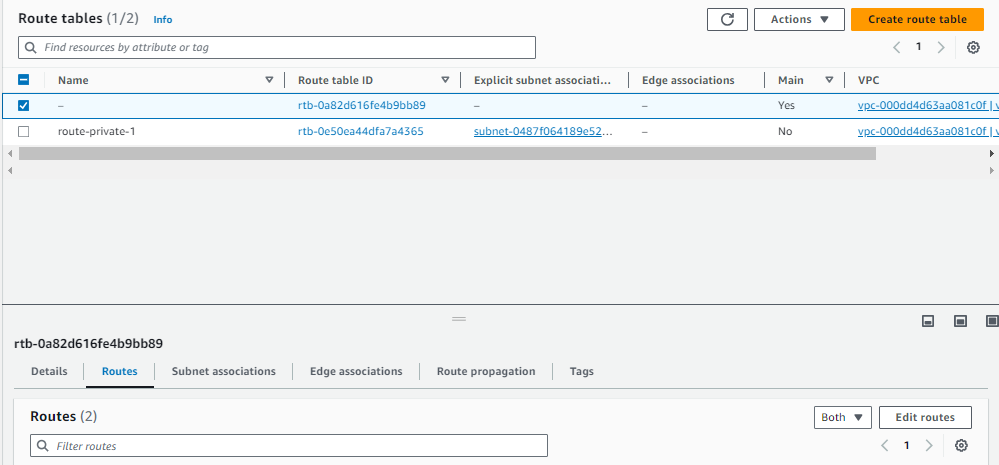 Route tables (1/2) Info Actions Create route table
Find resources by attribute or tag 1
Name Route table ID Explicit subnet associati... Edge associations Main VPC
– rtb-0a82d616fe4b9bb89 – – Yes vpc-000dd4d63aa081c0f | v
route-private-1 rtb-0e50ea44dfa7a4365 subnet-0487f064189e52... – No vpc-000dd4d63aa081c0f | v
rtb-0a82d616fe4b9bb89
Details Routes Subnet associations Edge associations Route propagation Tags
Routes (2) Both Edit routes
Filter routes 1